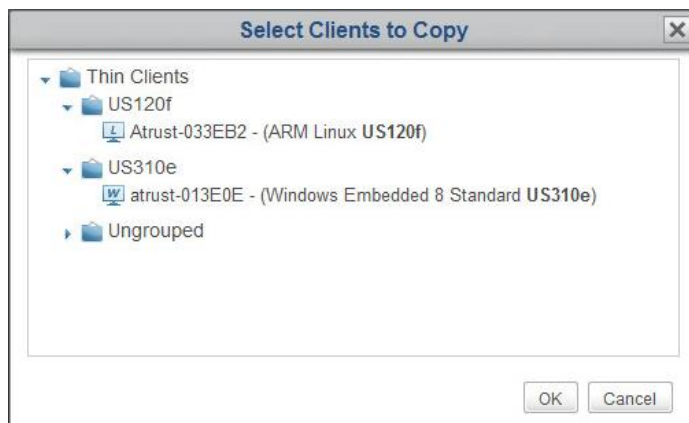 Select Clients to Copy
Thin Clients
US120f
L Atrust-033EB2 - (ARM Linux US120f)
US310e
W atrust-013E0E - (Windows Embedded 8 Standard US310e)
Ungrouped
OK Cancel